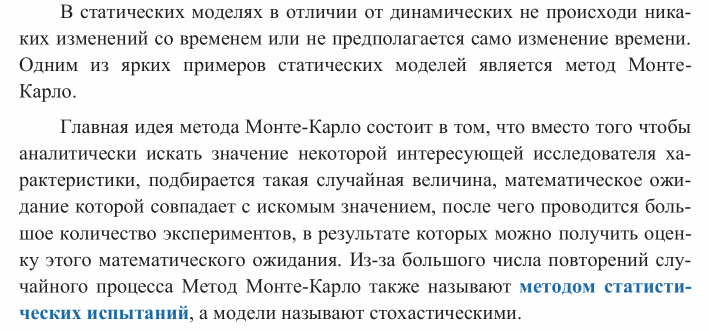 В статических моделях в отличии от динамических не происходи ника-
ких изменений со временем или не предполагается само изменение времени.
Одним из ярких примеров статических моделей является метод Монте-
Карло.
Главная идея метода Монте-Карло состоит в том, что вместо того чтобы
аналитически искать значение некоторой интересующей исследователя ха-
рактеристики, подбирается такая случайная величина, математическое ожи-
дание которой совпадает с искомым значением, после чего проводится боль-
шое количество экспериментов, в результате которых можно получить оцен-
ку этого математического ожидания. Из-за большого числа повторений слу-
чайного процесса Метод Монте-Карло также называют методом статисти-
ческих испытаний, а модели называют стохастическими.